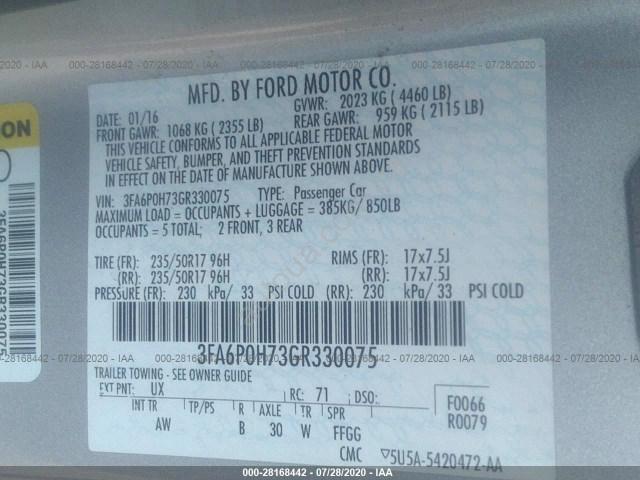 000-28168442 - 07/28/2020 - IAA
MFD. BY FORD MOTOR CO.
DATE: 01/16 GVWR: 2023 KG ( 4460 LB)
FRONT GAWR: 1068 KG ( 2355 LB) REAR GAWR: 959 KG ( 2115 LB)
THIS VEHICLE CONFORMS TO ALL APPLICABLE FEDERAL MOTOR
VEHICLE SAFETY, BUMPER, AND THEFT PREVENTION STANDARDS
IN EFFECT ON THE DATE OF MANUFACTURE SHOWN ABOVE.
VIN: 3FA6P0H73GR330075 TYPE: Passenger Car
MAXIMUM LOAD = OCCUPANTS + LUGGAGE = 385KG/ 850LB
OCCUPANTS = 5 TOTAL; 2 FRONT, 3 REAR
TIRE (FR): 235/50R17 96H RIMS (FR): 17x7.5J
(RR): 235/50R17 96H (RR): 17x7.5J
PRESSURE (FR): 230 kPa/ 33 PSI COLD (RR): 230 kPa/ 33 PSI COLD
3FA6P0H73GR330075
TRAILER TOWING - SEE OWNER GUIDE
EXT PNT: UX RC: 71 DSO:
INT TR TP/PS R AXLE TR SPR
AW B 30 W FFGG
F0066
R0079
CMC ▽5U5A-5420472-AA
ON
3FA6P0H73GR330075
autoua.com
000-28168442 - 07/28/2020 - IAA